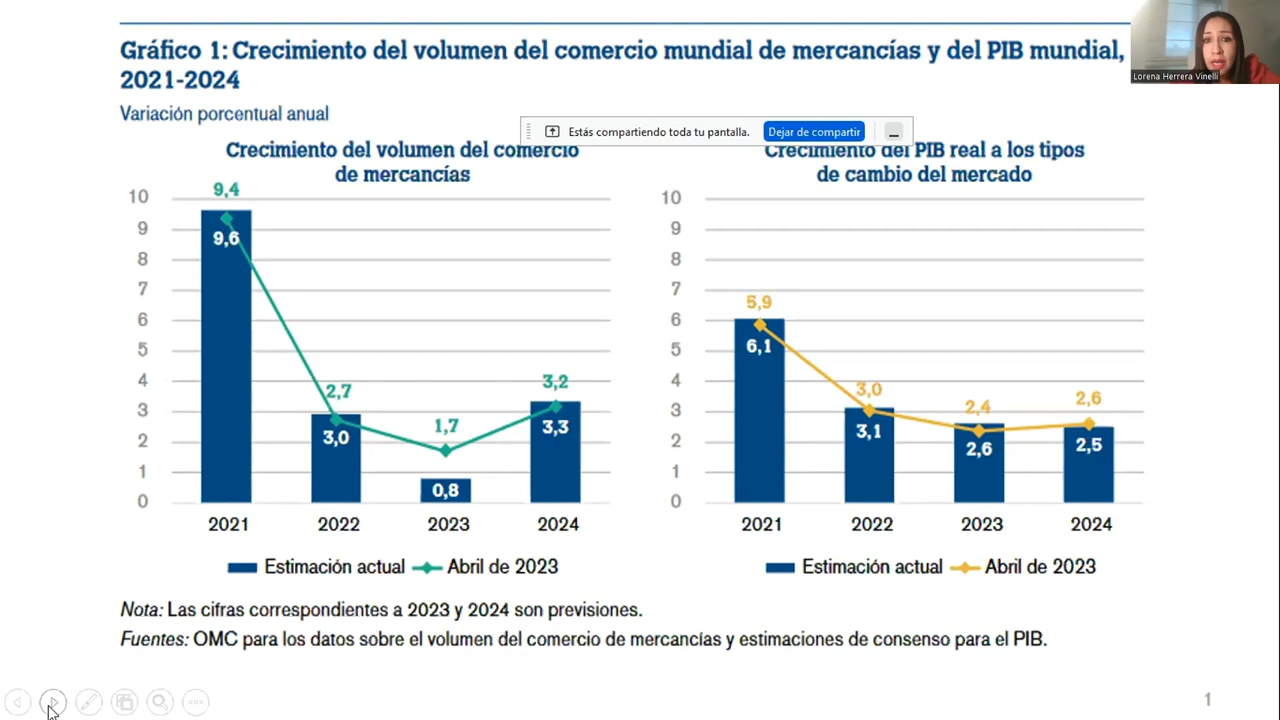 Gráfico 1: Crecimiento del volumen del comercio mundial de mercancías y del PIB mundial,
2021-2024
Variación porcentual anual
Lorena Herrera Vinelli
Estás compartiendo toda tu pantalla.
Dejar de compartir
Crecimiento del volumen del comercio
de mercancías
10
9
8
7
6
5
4
3
2
1
0
9,4
9,6
2,7
3,0
1,7
0,8
3,2
3,3
2021 2022 2023 2024
Estimación actual Abril de 2023
Crecimiento del PIB real a los tipos
de cambio del mercado
10
9
8
7
6
5
4
3
2
1
0
5,9
6,1
3,0
3,1
2,4
2,6
2,6
2,5
2021 2022 2023 2024
Estimación actual Abril de 2023
Nota: Las cifras correspondientes a 2023 y 2024 son previsiones.
Fuentes: OMC para los datos sobre el volumen del comercio de mercancías y estimaciones de consenso para el PIB.
1